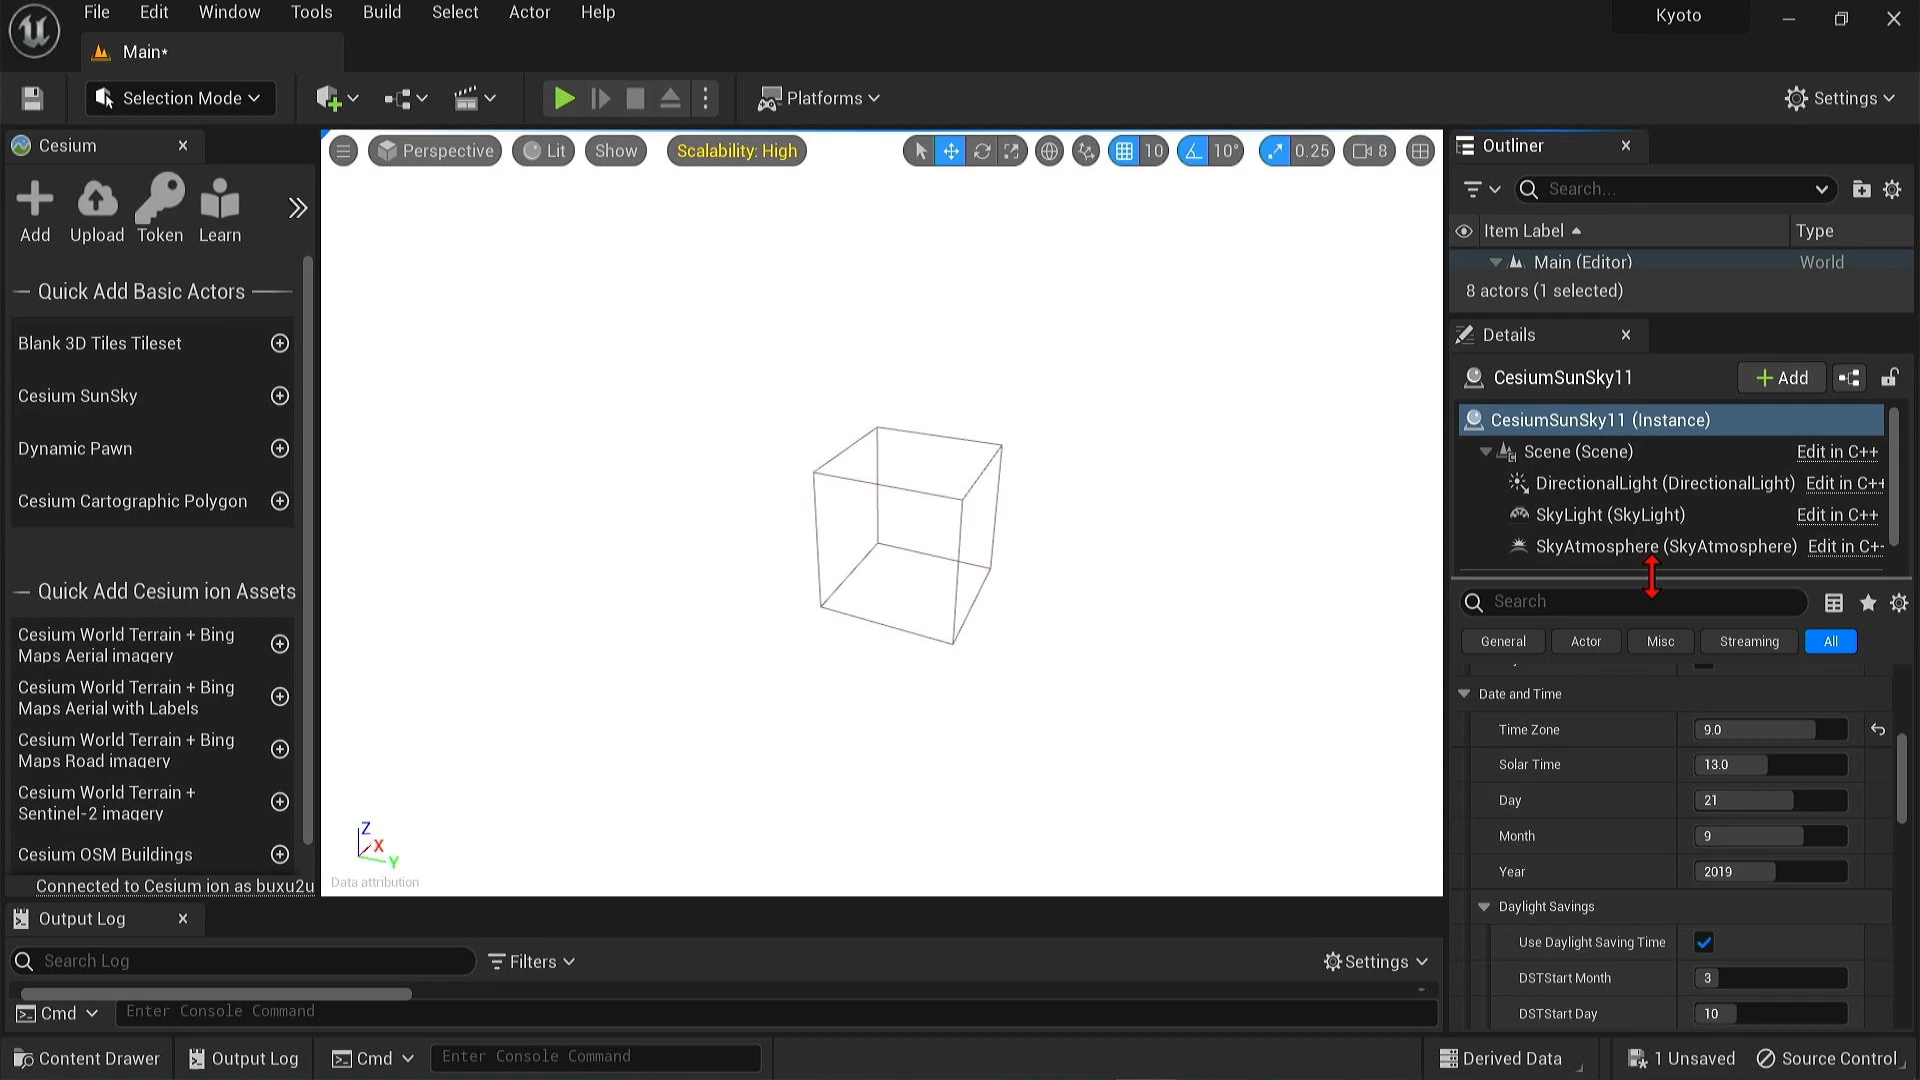 File Edit Window Tools Build Select Actor Help
Kyoto
Main*
Selection Mode
Platforms
Settings
Cesium
Add Upload Token Learn
Quick Add Basic Actors
Blank 3D Tiles Tileset
Cesium SunSky
Dynamic Pawn
Cesium Cartographic Polygon
Quick Add Cesium ion Assets
Cesium World Terrain + Bing
Maps Aerial imagery
Cesium World Terrain + Bing
Maps Aerial with Labels
Cesium World Terrain + Bing
Maps Road imagery
Cesium World Terrain +
Sentinel-2 imagery
Cesium OSM Buildings
Connected to Cesium ion as buxu2u
Perspective Lit Show Scalability: High 10 10° 0.25 8
Z
X
Y
Data attribution
Outliner
Search...
Item Label Type
Main (Editor) World
8 actors (1 selected)
Details
CesiumSunSky11 Add
CesiumSunSky11 (Instance)
Scene (Scene) Edit in C++
DirectionalLight (DirectionalLight) Edit in C++
SkyLight (SkyLight) Edit in C++
SkyAtmosphere (SkyAtmosphere) Edit in C+
Search
General Actor Misc Streaming All
Date and Time
Time Zone 9.0
Solar Time 13.0
Day 21
Month 9
Year 2019
Daylight Savings
Use Daylight Saving Time
DSTStart Month 3
DSTStart Day 10
Output Log
Search Log
Filters
Settings
Cmd Enter Console Command
Content Drawer Output Log Cmd Enter Console Command Derived Data 1 Unsaved Source Control